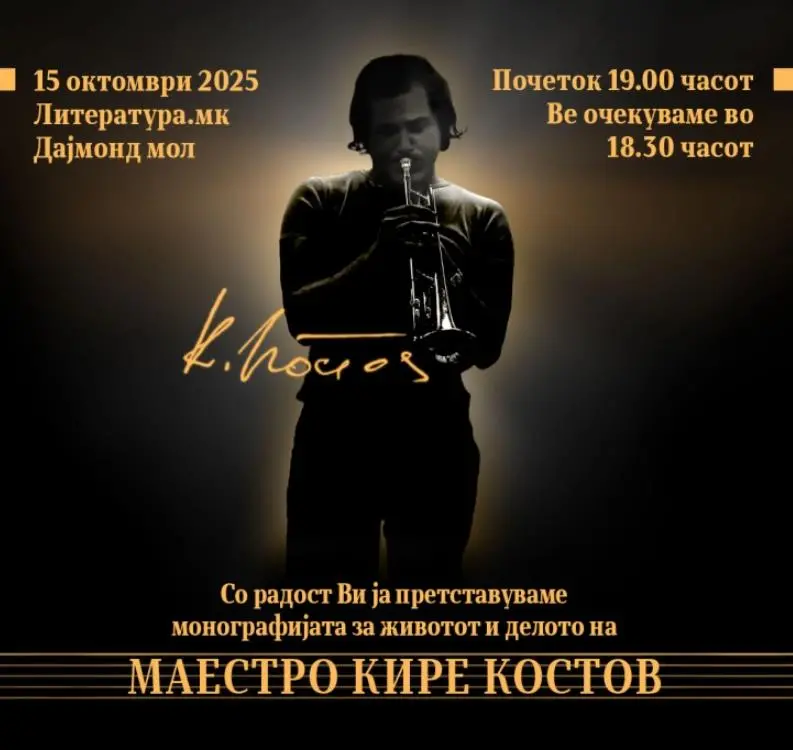 15 октомври 2025
Литература.мк
Дајмонд мол
Почеток 19.00 часот
Ве очекуваме во
18.30 часот
К. Костов
Со радост Ви ја претставуваме
монографијата за животот и делото на
МАЕСТРО КИРЕ КОСТОВ